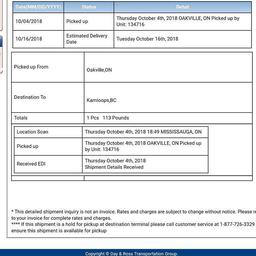 Date(MM/DD/YYYY) Status Detail
10/04/2018 Picked up Thursday October 4th, 2018 OAKVILLE, ON Picked up by
Unit: 134716
10/16/2018 Estimated Delivery Date Tuesday October 16th, 2018
Picked up From Oakville,ON
Destination To Kamloops,BC
Totals 1 Pcs 113 Pounds
Location Scan Thursday October 4th, 2018 18:49 MISSISSAUGA, ON
Picked up Thursday October 4th, 2018 OAKVILLE, ON Picked up
by Unit: 134716
Received EDI Thursday October 4th, 2018
Shipment Details Received
* This detailed shipment inquiry is not an invoice. Rates and charges are subject to change without notice. Please re
to your invoice for complete rates and charges.
**** If this shipment is a hold for pickup at destination terminal please call customer service at 1-877-726-3329
ensure this shipment is available for pickup
Copyright © Day & Ross Transportation Group.